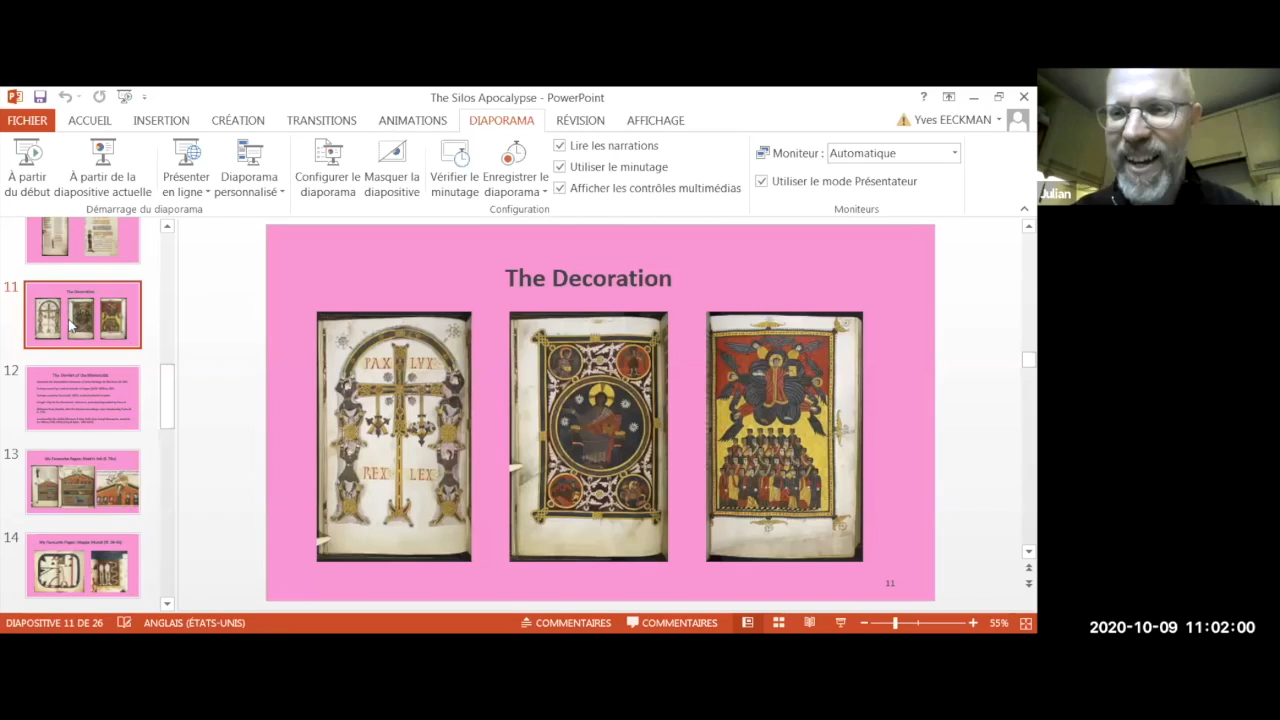 The Silos Apocalypse - PowerPoint
FICHIER ACCUEIL INSERTION CRÉATION TRANSITIONS ANIMATIONS DIAPORAMA RÉVISION AFFICHAGE Yves EECKMAN
À partir du début
À partir de la diapositive actuelle
Présenter en ligne
Diaporama personnalisé
Configurer le diaporama
Masquer la diapositive
Vérifier le minutage
Enregistrer le diaporama
Lire les narrations
Utiliser le minutage
Afficher les contrôles multimédias
Moniteur : Automatique
Utiliser le mode Présentateur
Démarrage du diaporama Configuration Moniteurs
Julian
11
The Decoration
12
13
14
The Decoration
PAX LUX
REX LEX
11
DIAPOSITIVE 11 DE 26 ANGLAIS (ÉTATS-UNIS) COMMENTAIRES COMMENTAIRES 55%
2020-10-09 11:02:00